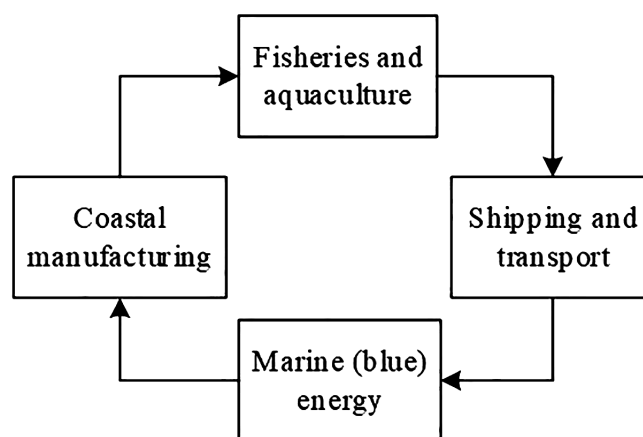 Fisheries and
aquaculture
Coastal
manufacturing
Shipping and
transport
Marine (blue)
energy